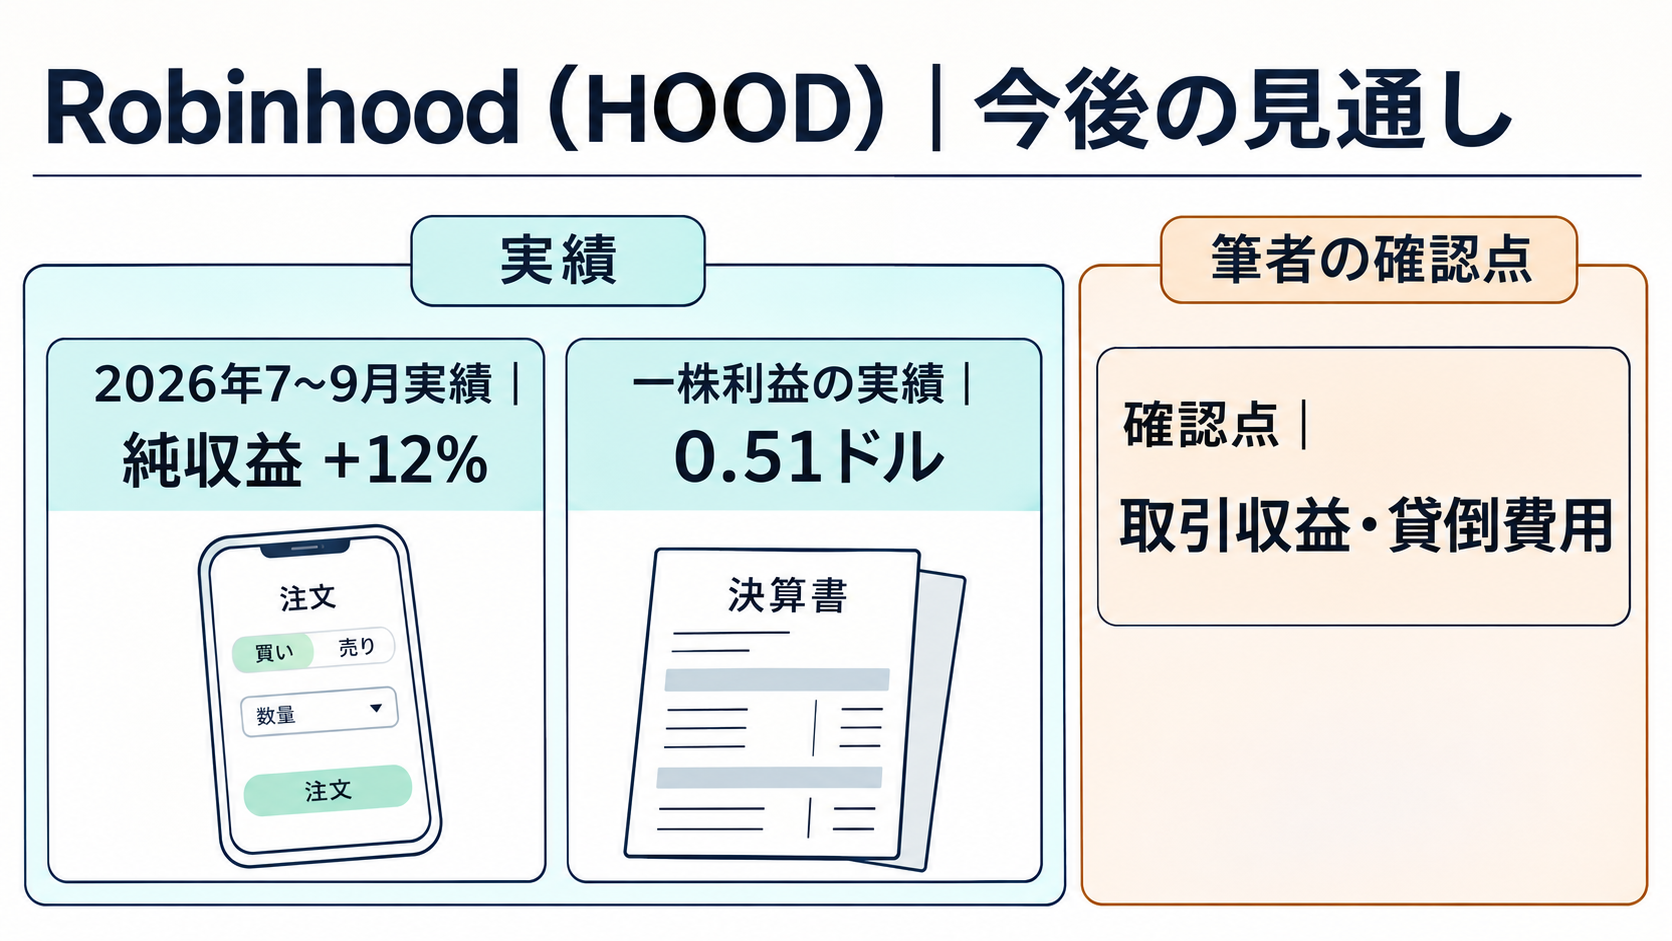 Robinhood（HOOD）｜今後の見通し
実績
2026年7〜9月実績｜
純収益 +12%
注文
買い 売り
数量
注文
一株利益の実績｜
0.51ドル
決算書
筆者の確認点
確認点｜
取引収益・貸倒費用